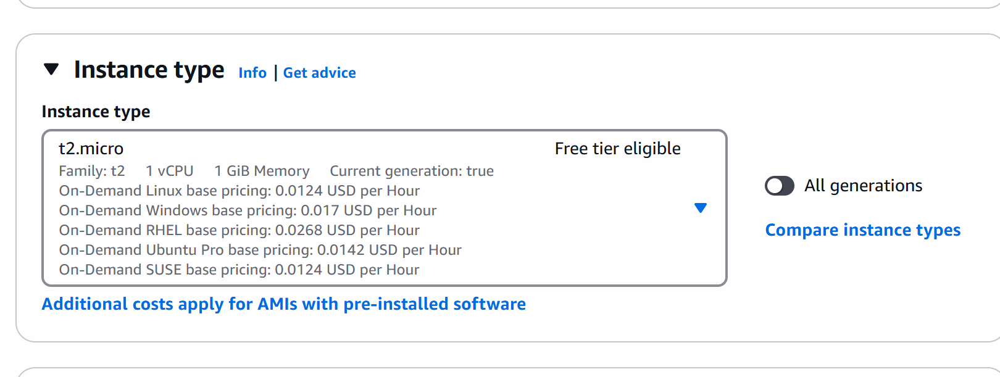 Instance type Info | Get advice
Instance type
t2.micro Free tier eligible
Family: t2 1 vCPU 1 GiB Memory Current generation: true
On-Demand Linux base pricing: 0.0124 USD per Hour
On-Demand Windows base pricing: 0.017 USD per Hour
On-Demand RHEL base pricing: 0.0268 USD per Hour
On-Demand Ubuntu Pro base pricing: 0.0142 USD per Hour
On-Demand SUSE base pricing: 0.0124 USD per Hour
All generations
Compare instance types
Additional costs apply for AMIs with pre-installed software